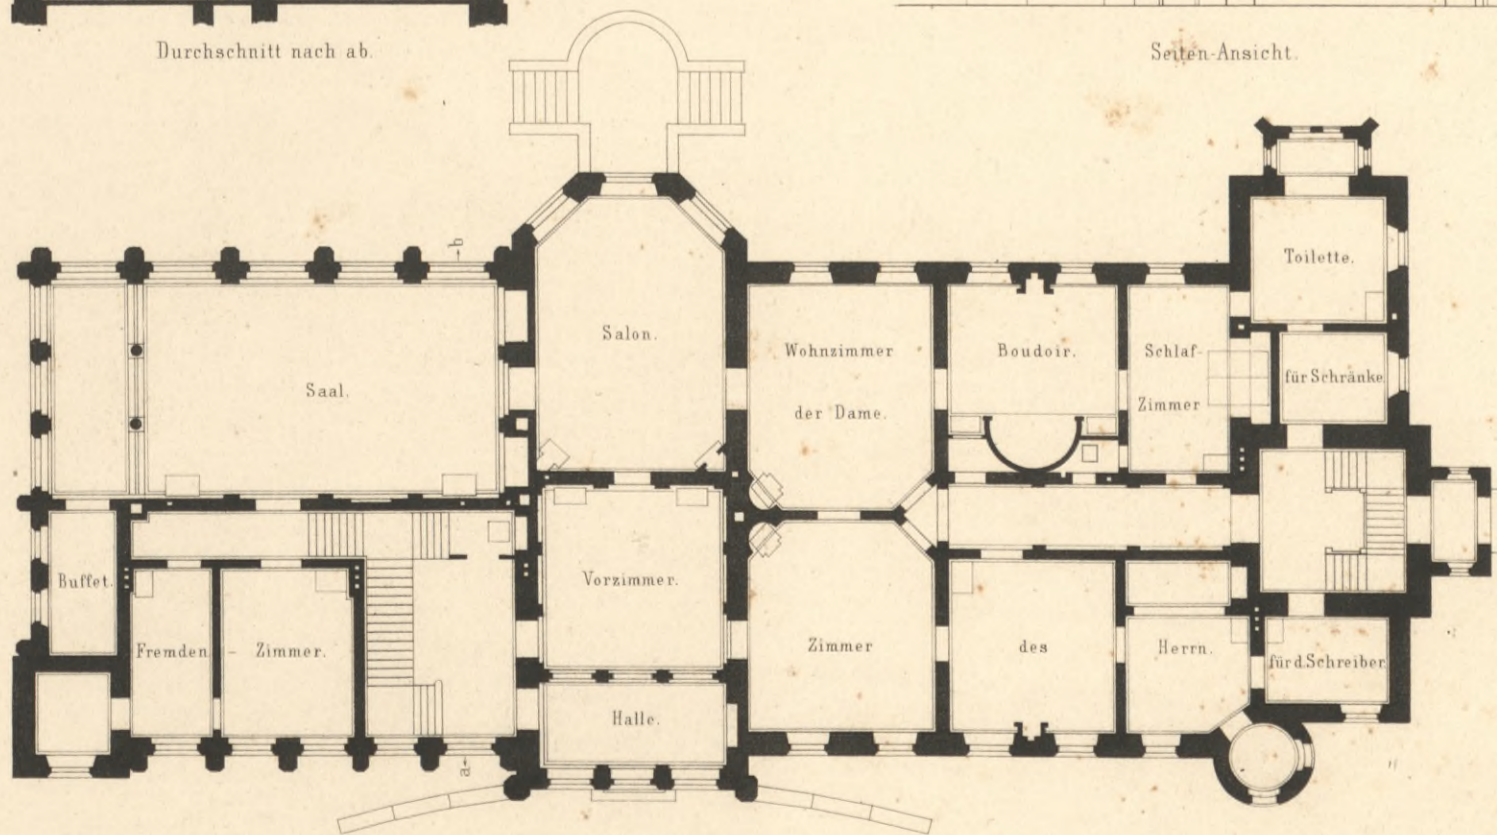 Durchschnitt nach ab.
Seiten-Ansicht.
b
Toilette.
Salon.
Wohnzimmer
der Dame.
Boudoir.
Schlaf-
Zimmer
für Schränke.
Saal.
Buffet.
Vorzimmer.
Fremden - Zimmer.
Zimmer des Herrn.
für d. Schreiber.
Halle.
a